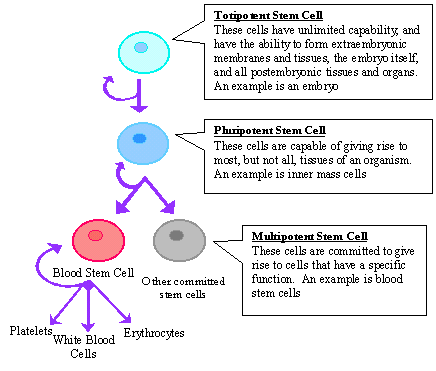 Totipotent Stem Cell
These cells have unlimited capability, and
have the ability to form extraembryonic
membranes and tissues, the embryo itself,
and all postembryonic tissues and organs.
An example is an embryo
Pluripotent Stem Cell
These cells are capable of giving rise to
most, but not all, tissues of an organism.
An example is inner mass cells
Multipotent Stem Cell
These cells are committed to give
rise to cells that have a specific
function. An example is blood
stem cells
Blood Stem Cell
Other committed
stem cells
Platelets
White Blood
Cells
Erythrocytes